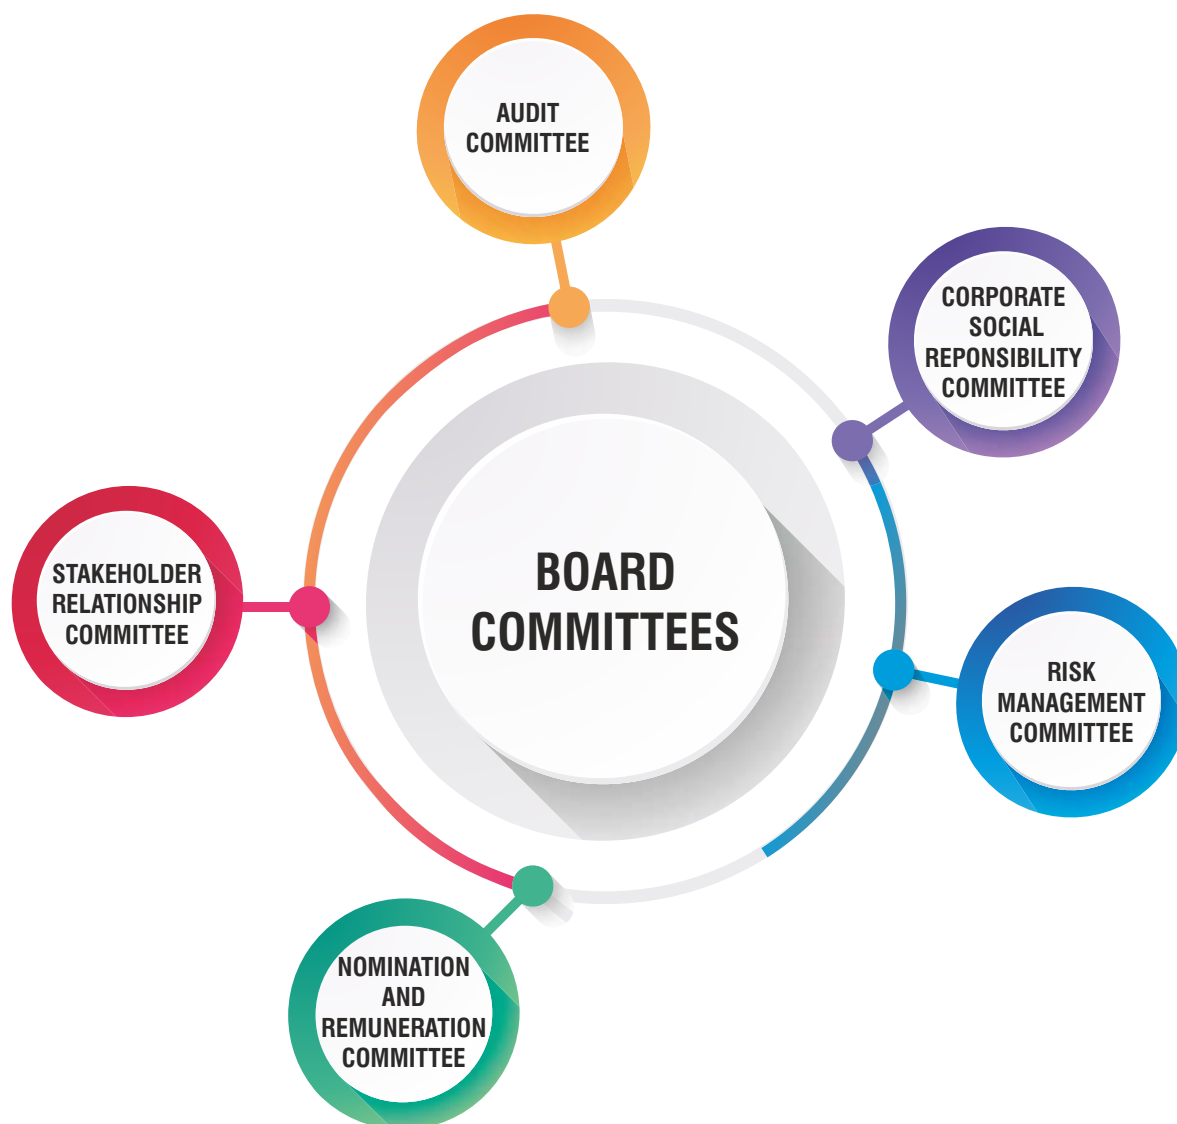 AUDIT
COMMITTEE
CORPORATE
SOCIAL
REPONSIBILITY
COMMITTEE
BOARD
COMMITTEES
STAKEHOLDER
RELATIONSHIP
COMMITTEE
RISK
MANAGEMENT
COMMITTEE
NOMINATION
AND
REMUNERATION
COMMITTEE